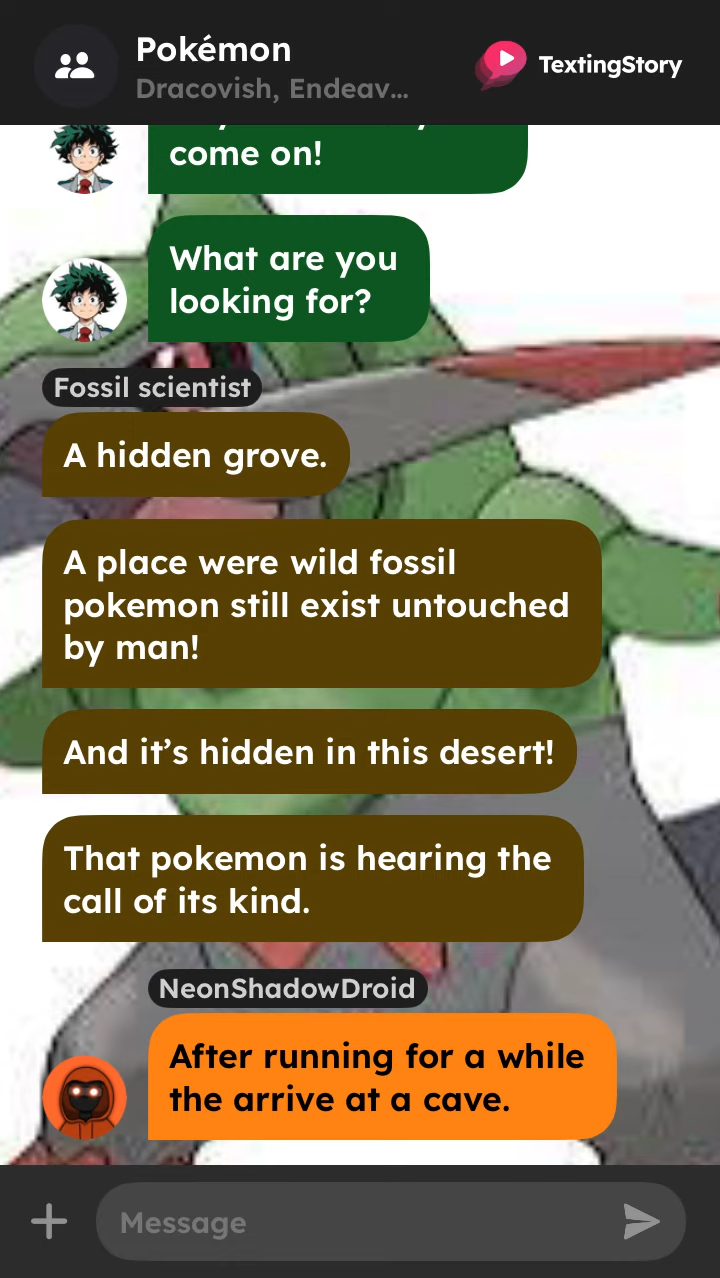 Pokémon
Dracovish, Endeav...
TextingStory
come on!
What are you
looking for?
Fossil scientist
A hidden grove.
A place were wild fossil
pokemon still exist untouched
by man!
And it’s hidden in this desert!
That pokemon is hearing the
call of its kind.
NeonShadowDroid
After running for a while
the arrive at a cave.
Message